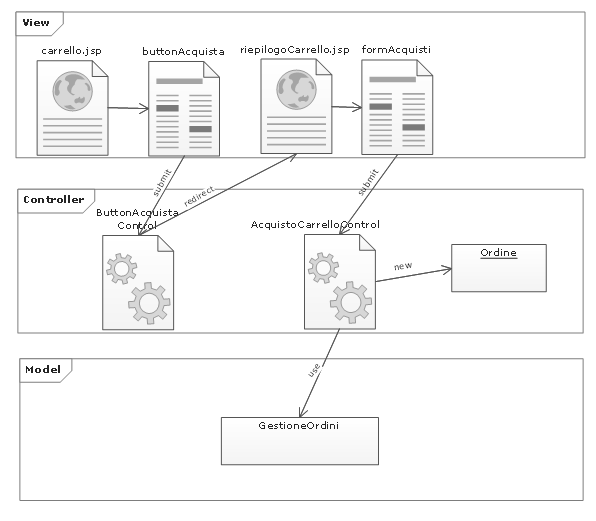 View
carrello.jsp
buttonAcquista
riepilogoCarrello.jsp
formAcquisti
submit
redirect
submit
Controller
ButtonAcquista
Control
AcquistoCarrelloControl
new
Ordine
use
Model
GestioneOrdini